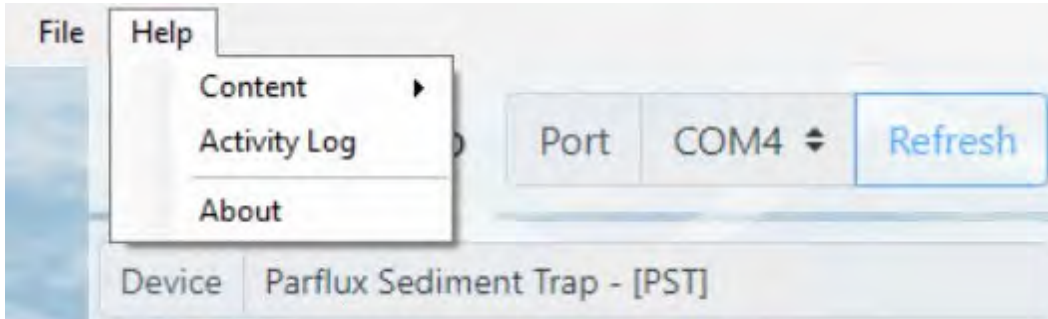 File Help
Content
Activity Log
Port COM4 Refresh
About
Device Parflux Sediment Trap - [PST]